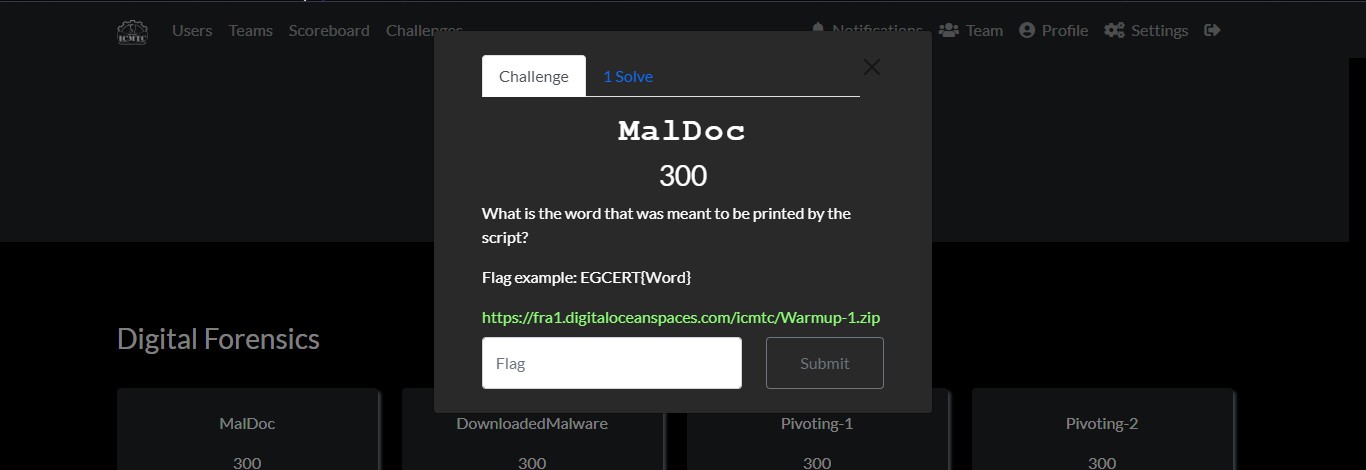 ICMTC Users Teams Scoreboard Challenges Notifications Team Profile Settings
Challenge 1 Solve
MalDoc
300
What is the word that was meant to be printed by the
script?
Flag example: EGCERT{Word}
https://fra1.digitaloceanspaces.com/icmtc/Warmup-1.zip
Flag Submit
Digital Forensics
MalDoc DownloadedMalware Pivoting-1 Pivoting-2
300 300 300 300